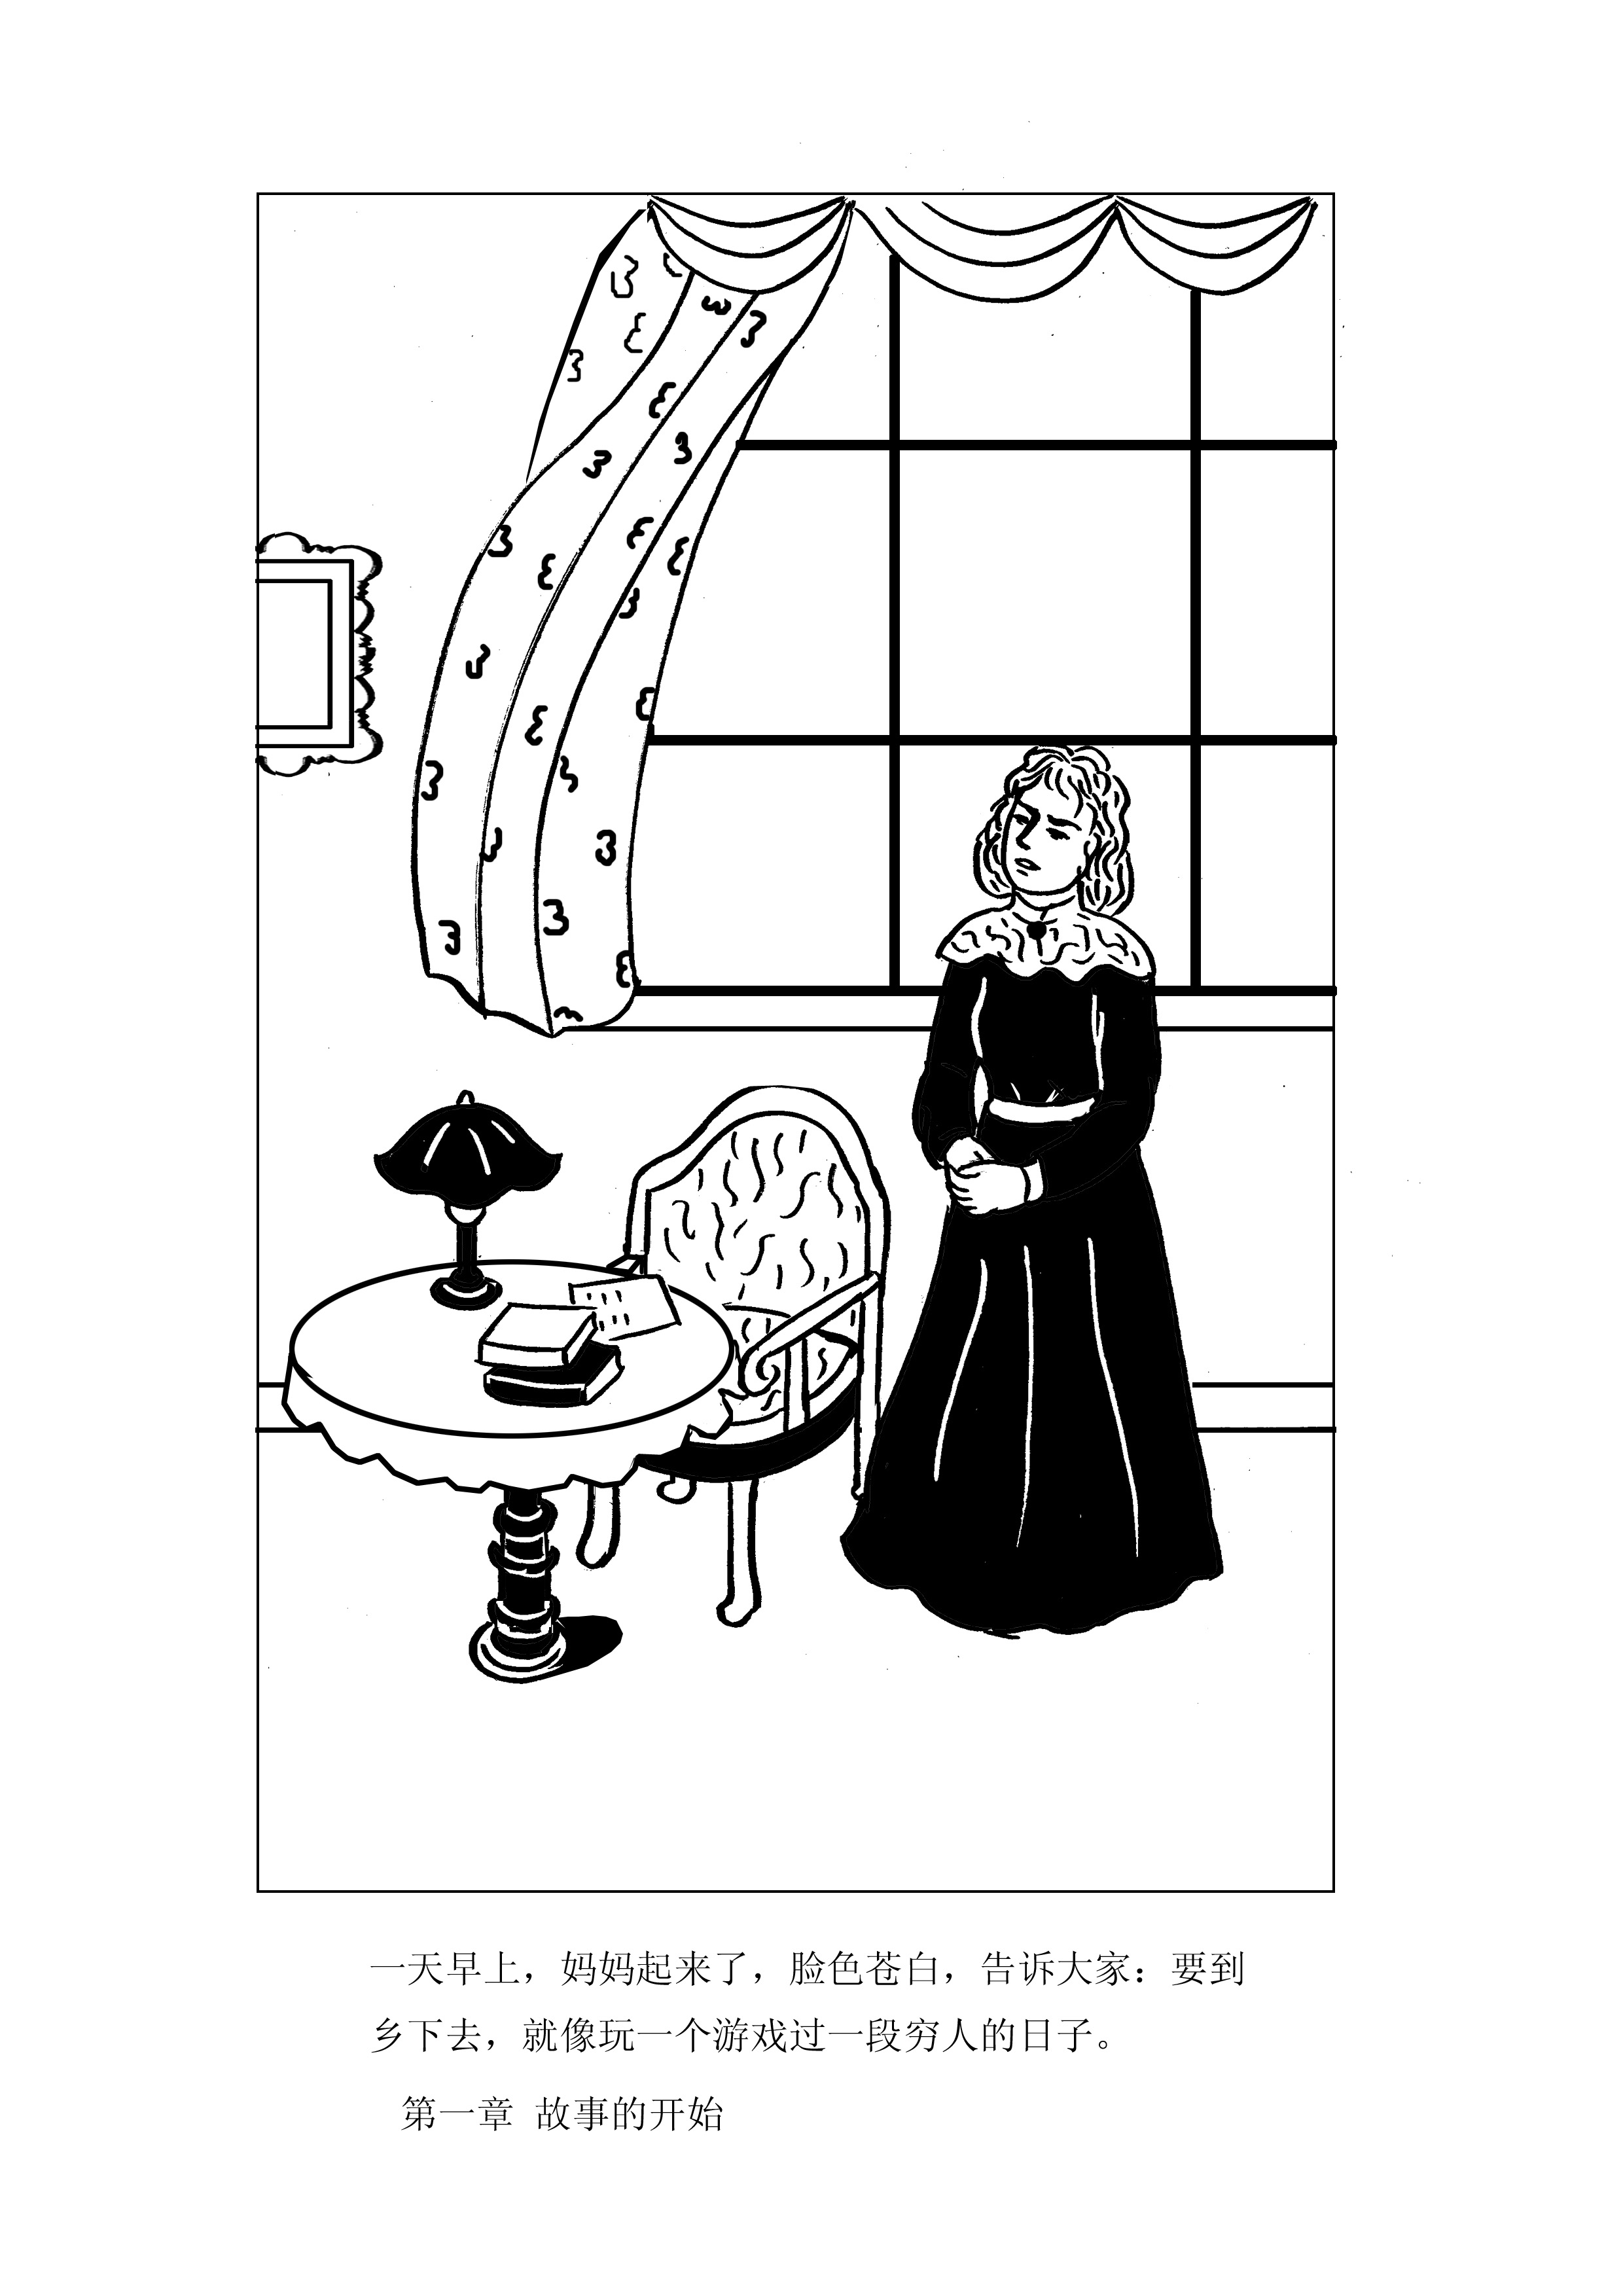 一天早上，妈妈起来了，脸色苍白，告诉大家：要到
乡下去，就像玩一个游戏过一段穷人的日子。
第一章 故事的开始